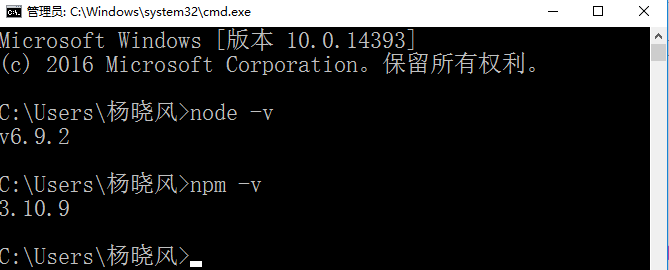 管理员: C:\Windows\system32\cmd.exe
Microsoft Windows [版本 10.0.14393]
(c) 2016 Microsoft Corporation。保留所有权利。
C:\Users\杨晓风>node -v
v6.9.2
C:\Users\杨晓风>npm -v
3.10.9
C:\Users\杨晓风>